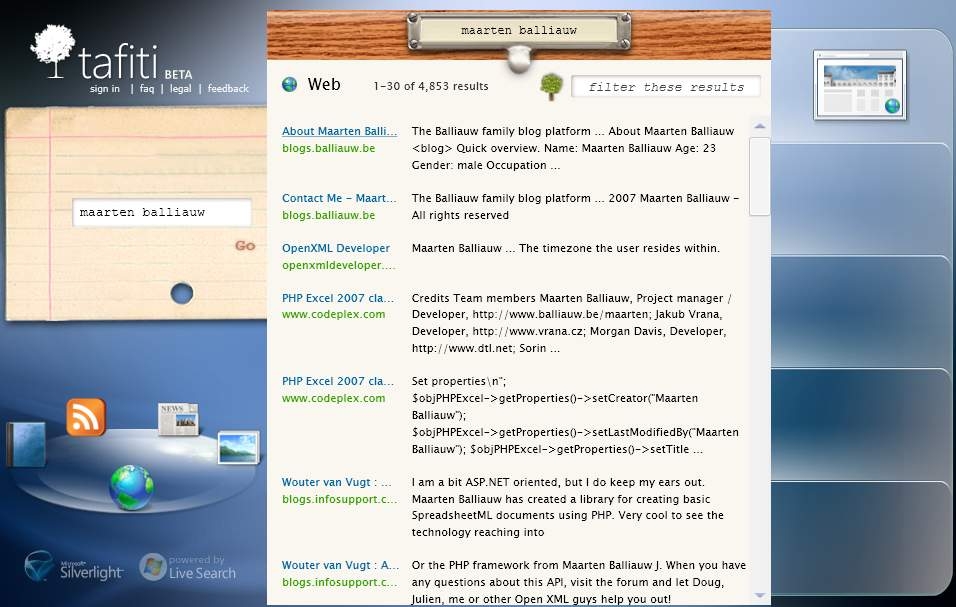 tafiti BETA
sign in | faq | legal | feedback
maarten balliauw
Go
NEWS
Microsoft
Silverlight
powered by
Live Search
maarten balliauw
Web 1-30 of 4,853 results filter these results
About Maarten Balli...
blogs.balliauw.be
The Balliauw family blog platform ... About Maarten Balliauw
<blog> Quick overview. Name: Maarten Balliauw Age: 23
Gender: male Occupation ...
Contact Me - Maart...
blogs.balliauw.be
The Balliauw family blog platform ... 2007 Maarten Balliauw -
All rights reserved
OpenXML Developer
openxmldeveloper....
Maarten Balliauw ... The timezone the user resides within.
PHP Excel 2007 cla...
www.codeplex.com
Credits Team members Maarten Balliauw, Project manager /
Developer, http://www.balliauw.be/maarten; Jakub Vrana,
Developer, http://www.vrana.cz; Morgan Davis, Developer,
http://www.dtl.net; Sorin ...
PHP Excel 2007 cla...
www.codeplex.com
Set properties\n";
$objPHPExcel->getProperties()->setCreator("Maarten
Balliauw");
$objPHPExcel->getProperties()->setLastModifiedBy("Maarten
Balliauw"); $objPHPExcel->getProperties()->setTitle ...
Wouter van Vugt : ...
blogs.infosupport.c...
I am a bit ASP.NET oriented, but I do keep my ears out.
Maarten Balliauw has created a library for creating basic
SpreadsheetML documents using PHP. Very cool to see the
technology reaching into
Wouter van Vugt : A...
blogs.infosupport.c...
Or the PHP framework from Maarten Balliauw J. When you have
any questions about this API, visit the forum and let Doug,
Julien, me or other Open XML guys help you out!